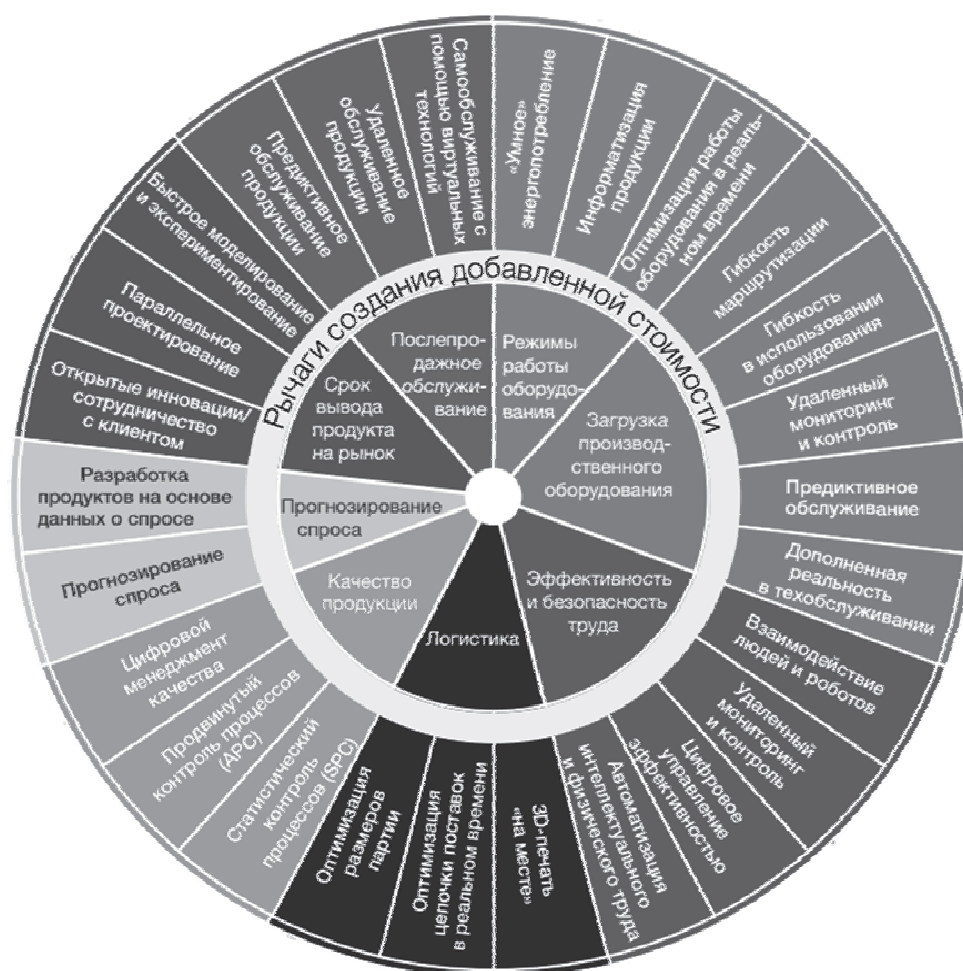 Рычаги создания добавленной стоимости
Режимы
работы
оборудо-
вания
Загрузка
производ-
ственного
оборудования
Эффективность
и безопасность
труда
Логистика
Качество
продукции
Прогнозирование
спроса
Срок
вывода
продукта
на рынок
Послепро-
дажное
обслужи-
вание
«Умное»
энергопотребление
Информатизация
продукции
Оптимизация работы
оборудования в реаль-
ном времени
Гибкость
маршрутизации
Гибкость
в использовании
оборудования
Удаленный
мониторинг
и контроль
Предиктивное
обслуживание
Дополненная
реальность
в техобслуживании
Взаимодействие
людей и роботов
Удаленный
мониторинг
и контроль
Цифровое
управление
эффективностью
Автоматизация
интеллектуального
и физического труда
3D-печать
«на месте»
Оптимизация
цепочки поставок
в реальном времени
Оптимизация
размеров
партии
Статистический
контроль
процессов (SPC)
Продвинутый
контроль процессов
(APC)
Цифровой
менеджмент
качества
Прогнозирование
спроса
Разработка
продуктов на основе
данных о спросе
Открытые инновации/
сотрудничество
с клиентом
Параллельное
проектирование
Быстрое моделирование
и экспериментирование
Предиктивное
обслуживание
продукции
Удаленное
обслуживание
продукции
Самообслуживание с
помощью виртуальных
технологий